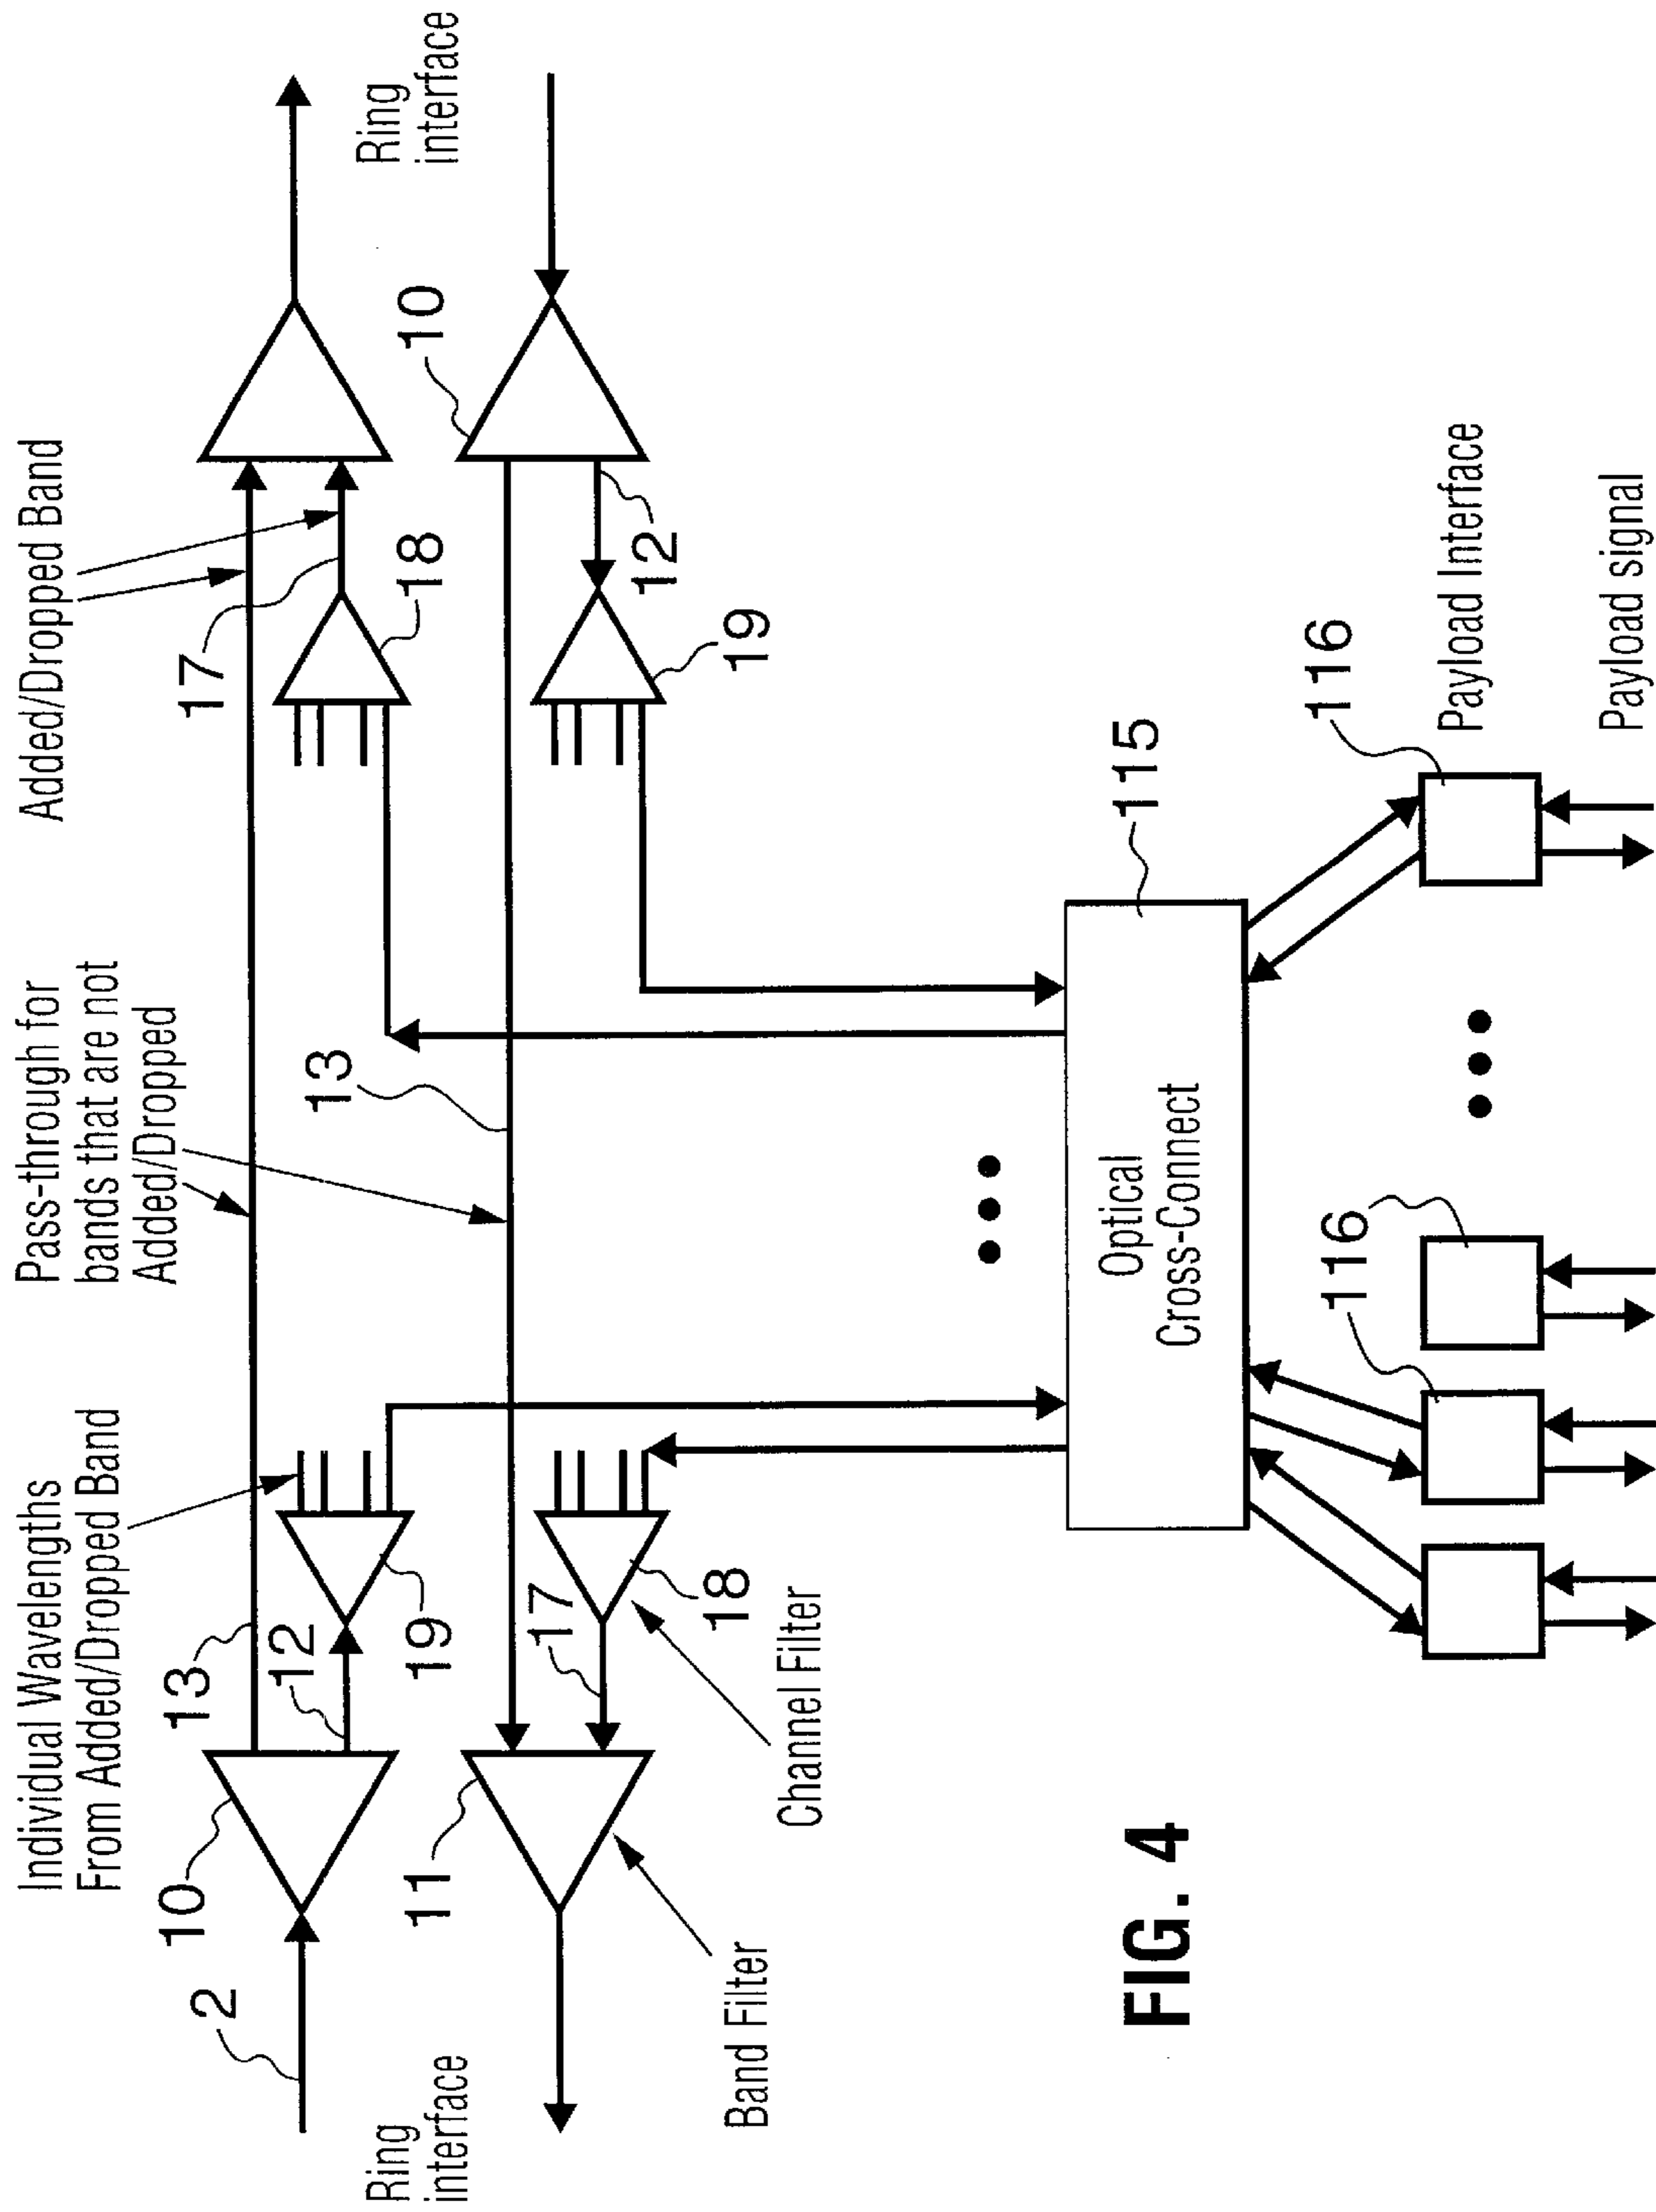 Individual Wavelengths
From Added/Dropped Band
Pass-through for
bands that are not
Added/Dropped
Added/Dropped Band
2
10
13
12
19
13
17
18
Ring
interface
Ring
interface
11
17
18
10
12
19
Band Filter
Channel Filter
Optical
Cross-Connect
115
116
116
Payload Interface
Payload signal
FIG. 4